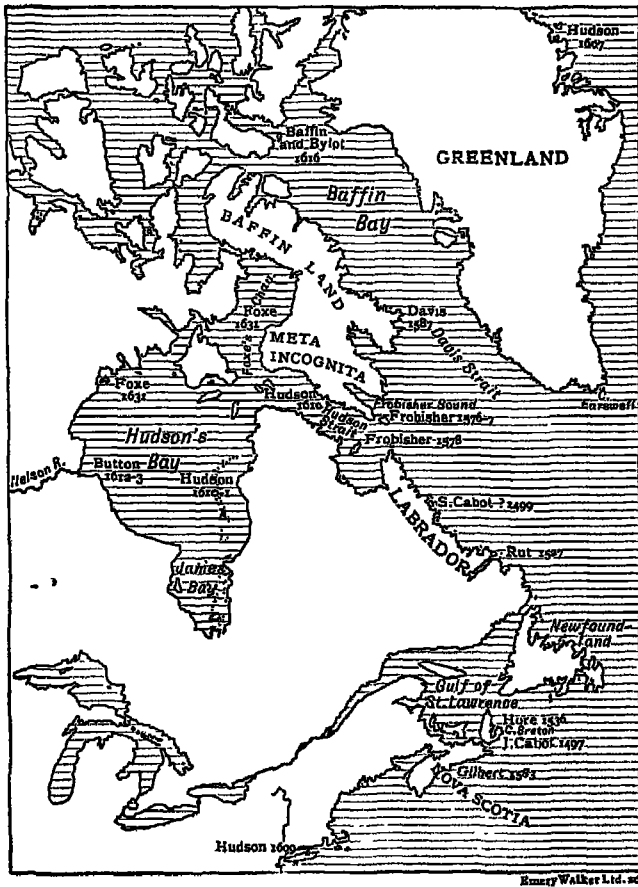 Hudson
1607
Baffin
and Bylot
1616
GREENLAND
Baffin
Bay
BAFFIN LAND
Foxe
1631
Foxe's Chan.
Davis
1587
Davis Strait
META
INCOGNITA
Foxe
1631
C.
Farewell
Hudson
1610
Hudson
Strait
Frobisher Sound
Frobisher 1576-7
Frobisher 1578
Hudson's
Bay
Nelson R.
Button
1612-3
Hudson
1610-1
S. Cabot ? 1499
LABRADOR
Rut 1527
James
Bay
Newfound-
land
Gulf of
St. Lawrence
Hore 1536
C. Breton
J. Cabot 1497
Gilbert 1583
NOVA SCOTIA
Hudson 1609
Emery Walker Ltd. sc.